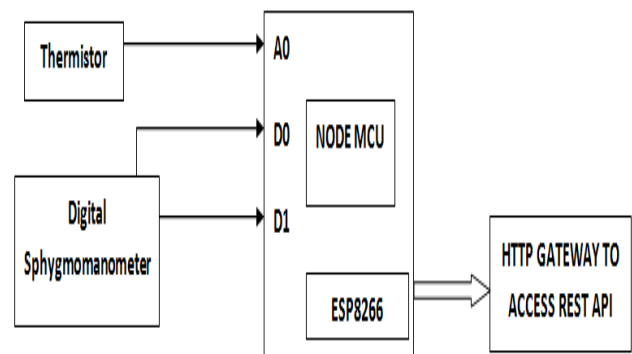 Thermistor
A0
D0
NODE MCU
Digital
Sphygmomanometer
D1
HTTP GATEWAY TO
ACCESS REST API
ESP8266